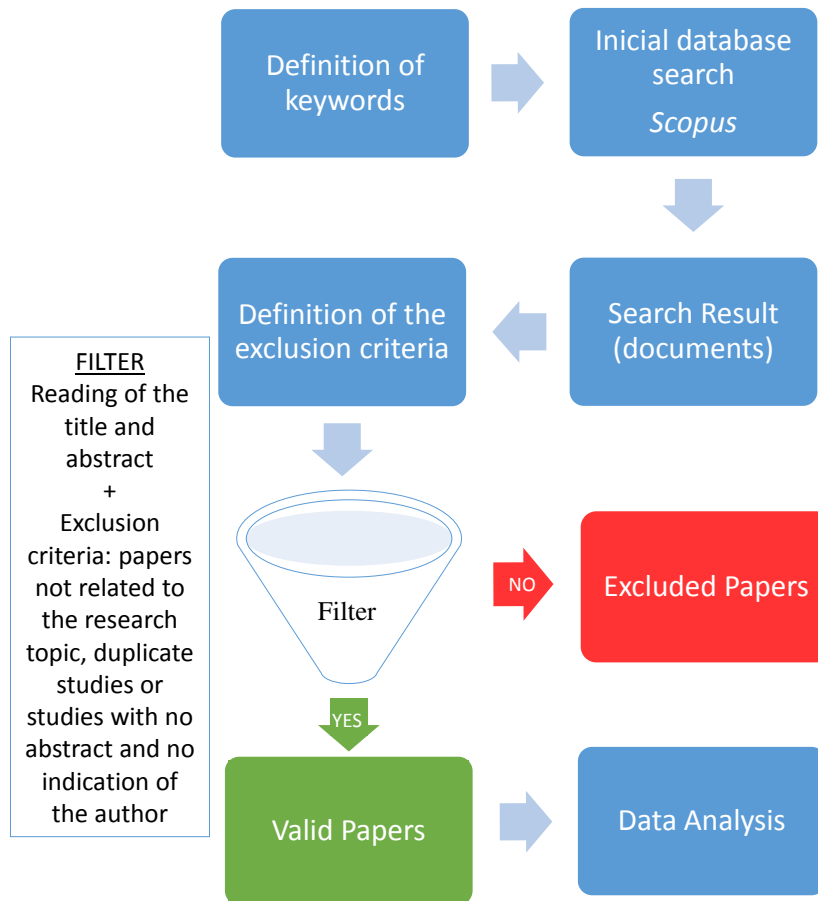 Definition of
keywords
Inicial database
search
Scopus
Definition of the
exclusion criteria
Search Result
(documents)
FILTER
Reading of the
title and
abstract
+
Exclusion
criteria: papers
not related to
the research
topic, duplicate
studies or
studies with no
abstract and no
indication of
the author
Filter
NO
Excluded Papers
YES
Valid Papers
Data Analysis